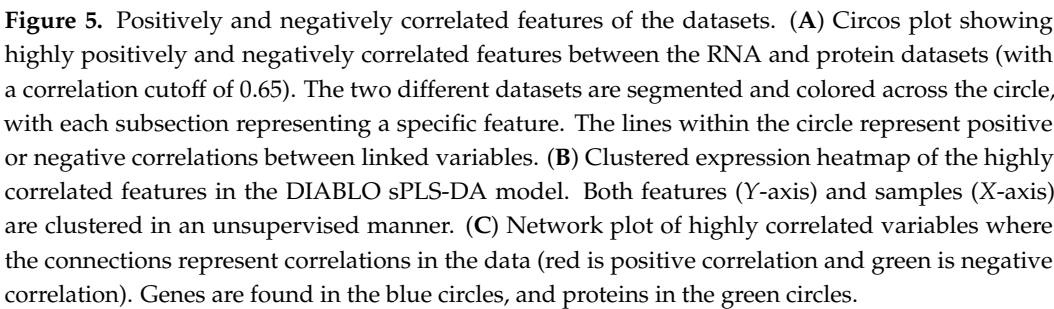 Figure 5. Positively and negatively correlated features of the datasets. (A) Circos plot showing
highly positively and negatively correlated features between the RNA and protein datasets (with
a correlation cutoff of 0.65). The two different datasets are segmented and colored across the circle,
with each subsection representing a specific feature. The lines within the circle represent positive
or negative correlations between linked variables. (B) Clustered expression heatmap of the highly
correlated features in the DIABLO sPLS-DA model. Both features (Y-axis) and samples (X-axis)
are clustered in an unsupervised manner. (C) Network plot of highly correlated variables where
the connections represent correlations in the data (red is positive correlation and green is negative
correlation). Genes are found in the blue circles, and proteins in the green circles.